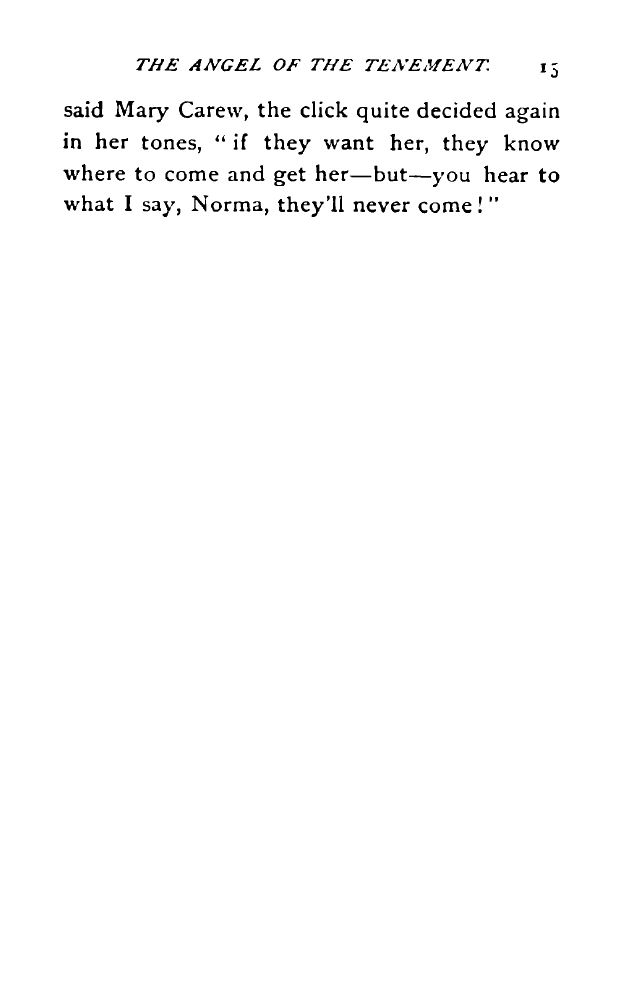 THE ANGEL OF THE TENEMENT. 15
said Mary Carew, the click quite decided again
in her tones, “if they want her, they know
where to come and get her—but—you hear to
what I say, Norma, they'll never come!”